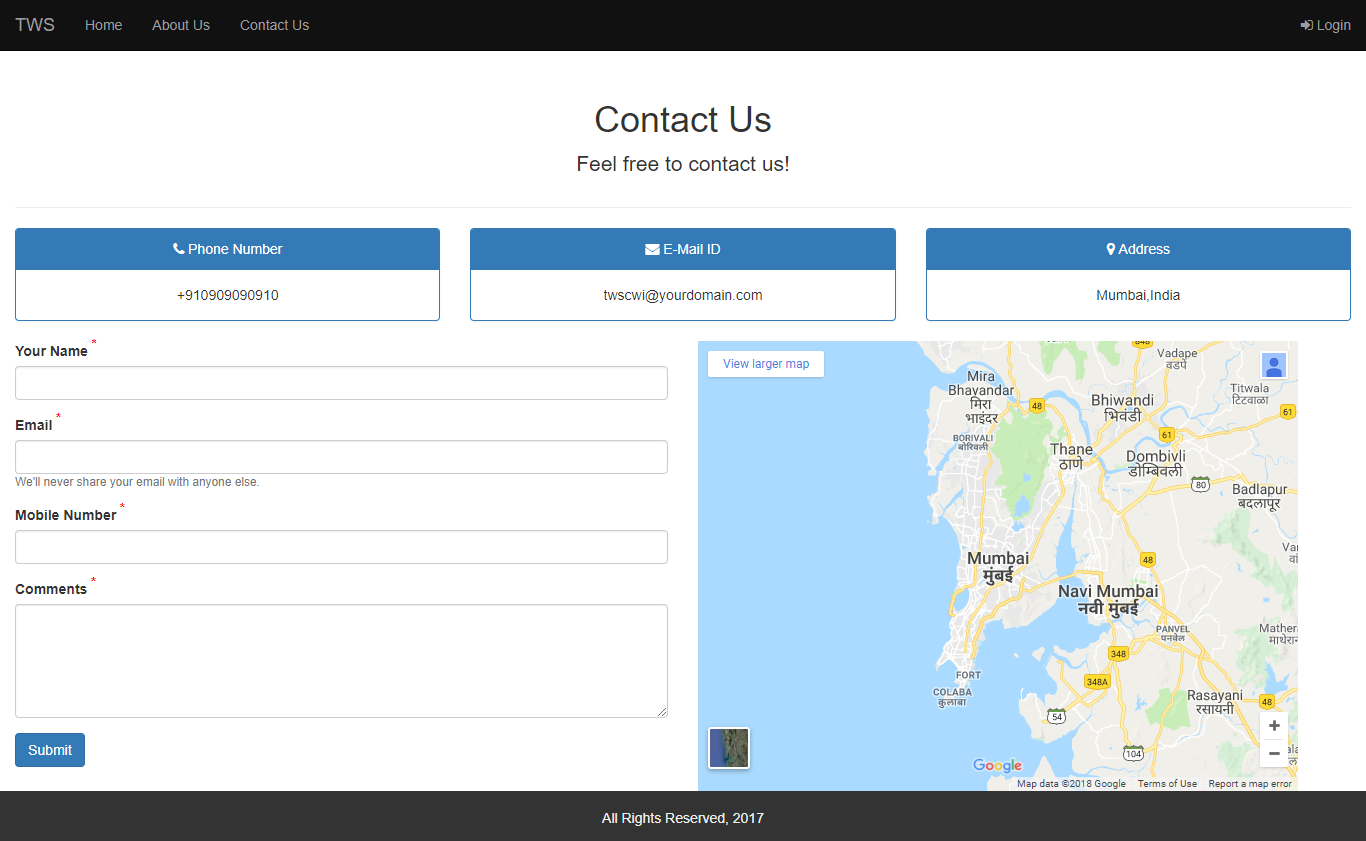 TWS Home About Us Contact Us Login
Contact Us
Feel free to contact us!
Phone Number
+910909090910
E-Mail ID
twscwi@yourdomain.com
Address
Mumbai,India
Your Name *
Email *
We'll never share your email with anyone else.
Mobile Number *
Comments *
Submit
View larger map
848
Vadape
वडपें
Mira
Bhayandar
मिरा
भाइंदर
48
Bhiwandi
भिवंडी
Titwala
टिटवाळा
61
BORIVALI
बोरिवली
Thane
ठाणे
61
Dombivli
डोम्बिवली
80
Badlapur
बदलापूर
Mumbai
मुंबई
48
Navi Mumbai
नवी मुंबई
PANVEL
पनवेल
348
FORT
COLABA
कुलाबा
348A
54
Rasayani
रसायनी
48
104
Google
Map data ©2018 Google Terms of Use Report a map error
All Rights Reserved, 2017